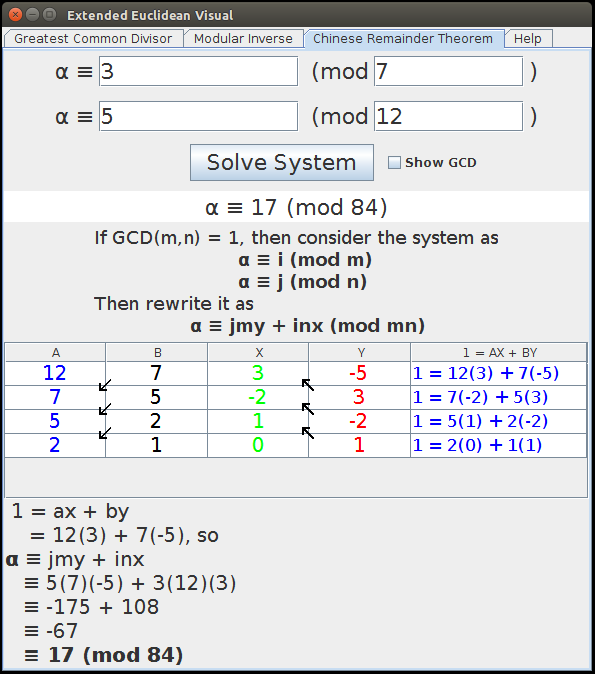 Extended Euclidean Visual
Greatest Common Divisor Modular Inverse Chinese Remainder Theorem Help
α ≡ 3 (mod 7 )
α ≡ 5 (mod 12 )
Solve System Show GCD
α ≡ 17 (mod 84)
If GCD(m,n) = 1, then consider the system as
α ≡ i (mod m)
α ≡ j (mod n)
Then rewrite it as
α ≡ jmy + inx (mod mn)
A B X Y 1 = AX + BY
12 7 3 -5 1 = 12(3) + 7(-5)
7 5 -2 3 1 = 7(-2) + 5(3)
5 2 1 -2 1 = 5(1) + 2(-2)
2 1 0 1 1 = 2(0) + 1(1)
1 = ax + by
= 12(3) + 7(-5), so
α ≡ jmy + inx
≡ 5(7)(-5) + 3(12)(3)
≡ -175 + 108
≡ -67
≡ 17 (mod 84)